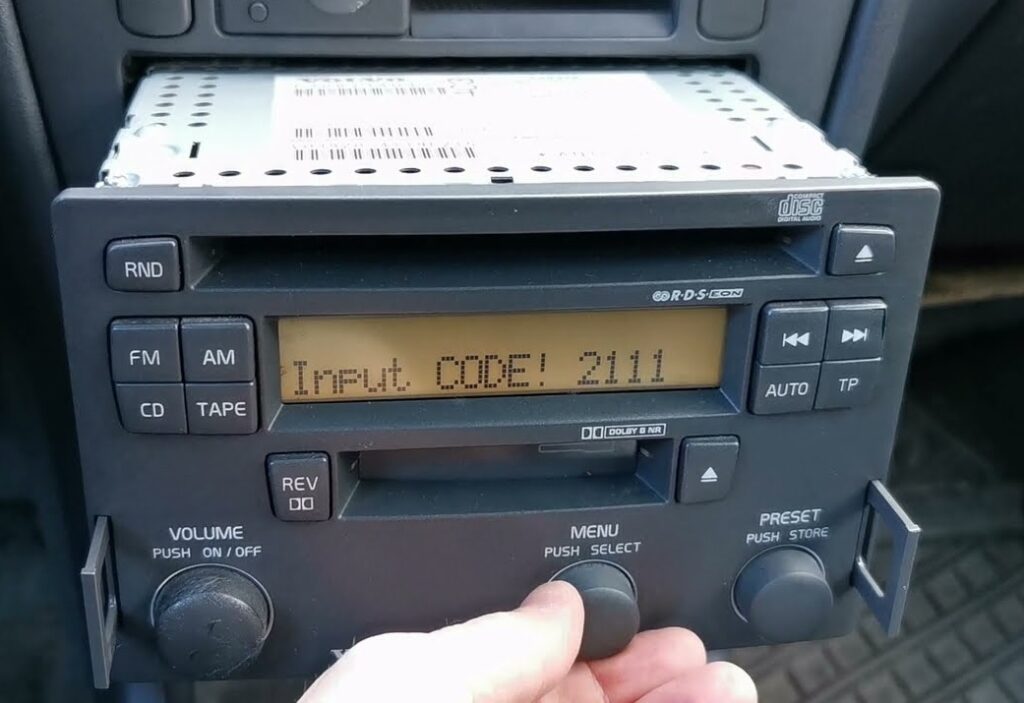 VOLVO
COMPACT
disc
DIGITAL AUDIO
RND
R·D·S·EON
FM
AM
Input CODE! 2111
AUTO
TP
CD
TAPE
DOLBY B NR
REV
VOLUME
PUSH ON / OFF
MENU
PUSH SELECT
PRESET
PUSH STORE